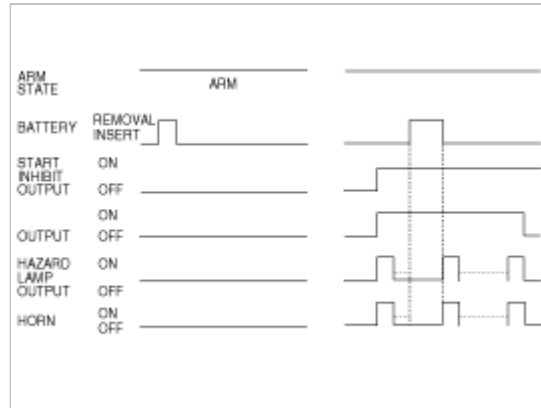 ARM
STATE
ARM
BATTERY
REMOVAL
INSERT
START
INHIBIT
OUTPUT
ON
OFF
ON
OUTPUT
OFF
HAZARD
LAMP
OUTPUT
ON
OFF
HORN
ON
OFF